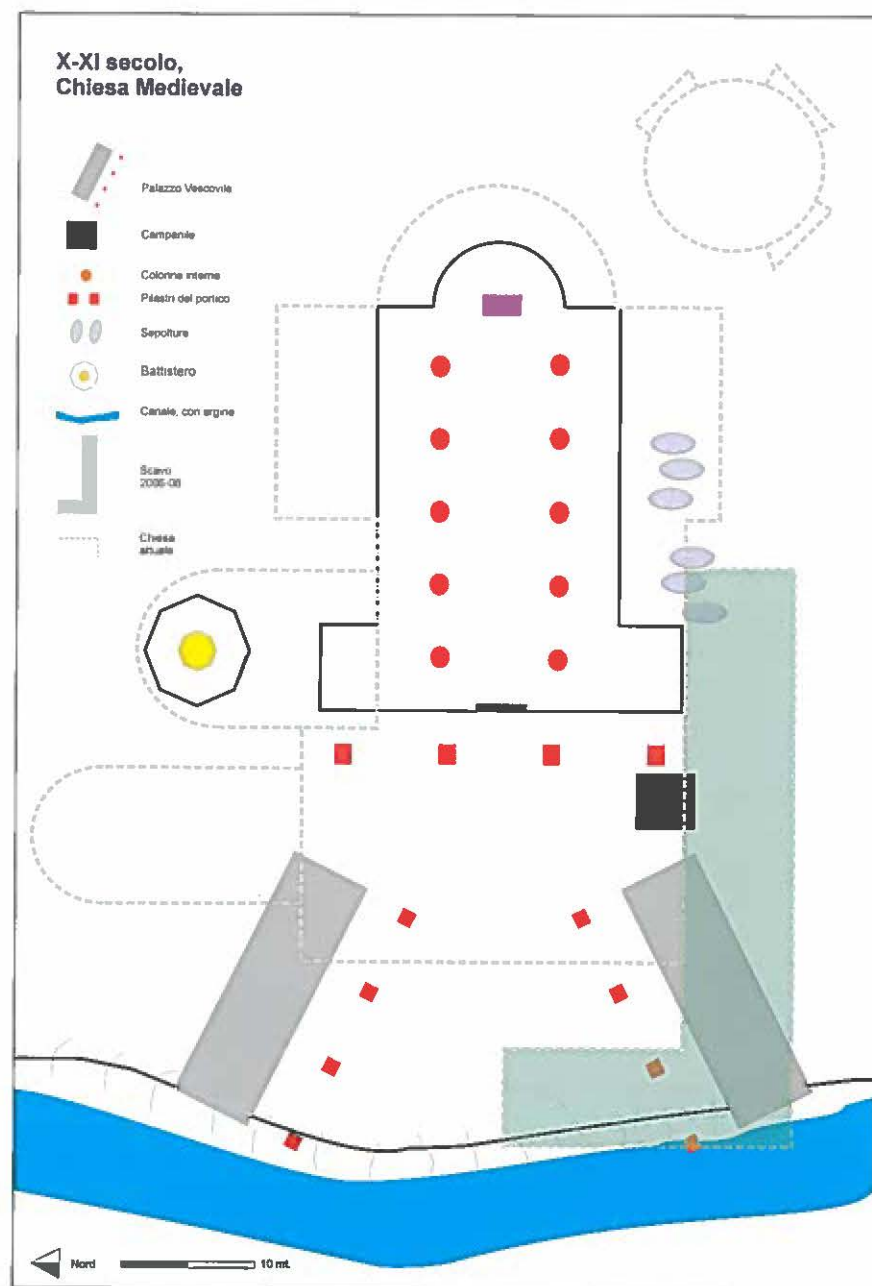 X-XI secolo,
Chiesa Medievale
Palazzo Vescovile
Campanile
Colonne interne
Pilastri del portico
Sepolture
Battistero
Canale, con argine
Scavo
2006-08
Chiesa
attuale
Nord
10 mt.